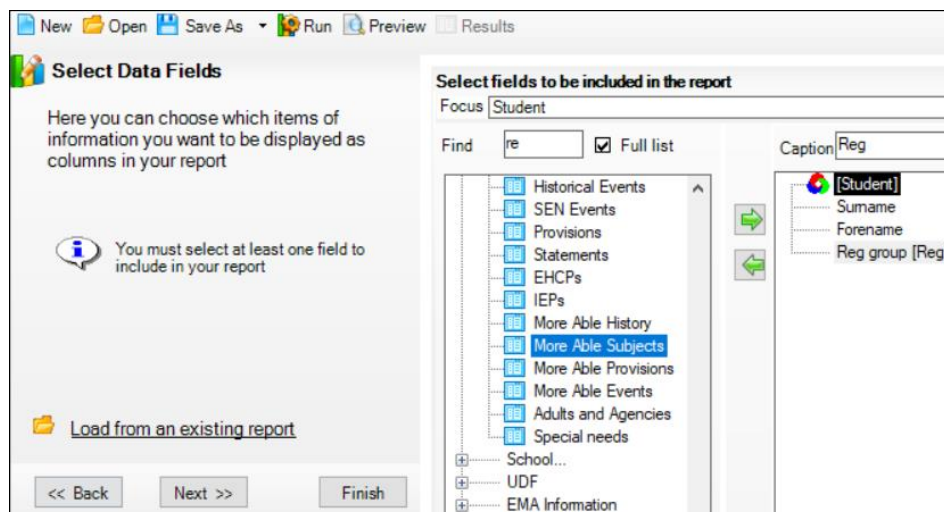 New Open Save As Run Preview Results
Select Data Fields
Here you can choose which items of
information you want to be displayed as
columns in your report
You must select at least one field to
include in your report
Load from an existing report
<< Back Next >> Finish
Select fields to be included in the report
Focus Student
Find re Full list
Historical Events
SEN Events
Provisions
Statements
EHCPs
IEPs
More Able History
More Able Subjects
More Able Provisions
More Able Events
Adults and Agencies
Special needs
School...
UDF
EMA Information
Caption Reg
[Student]
Surname
Forename
Reg group [Reg